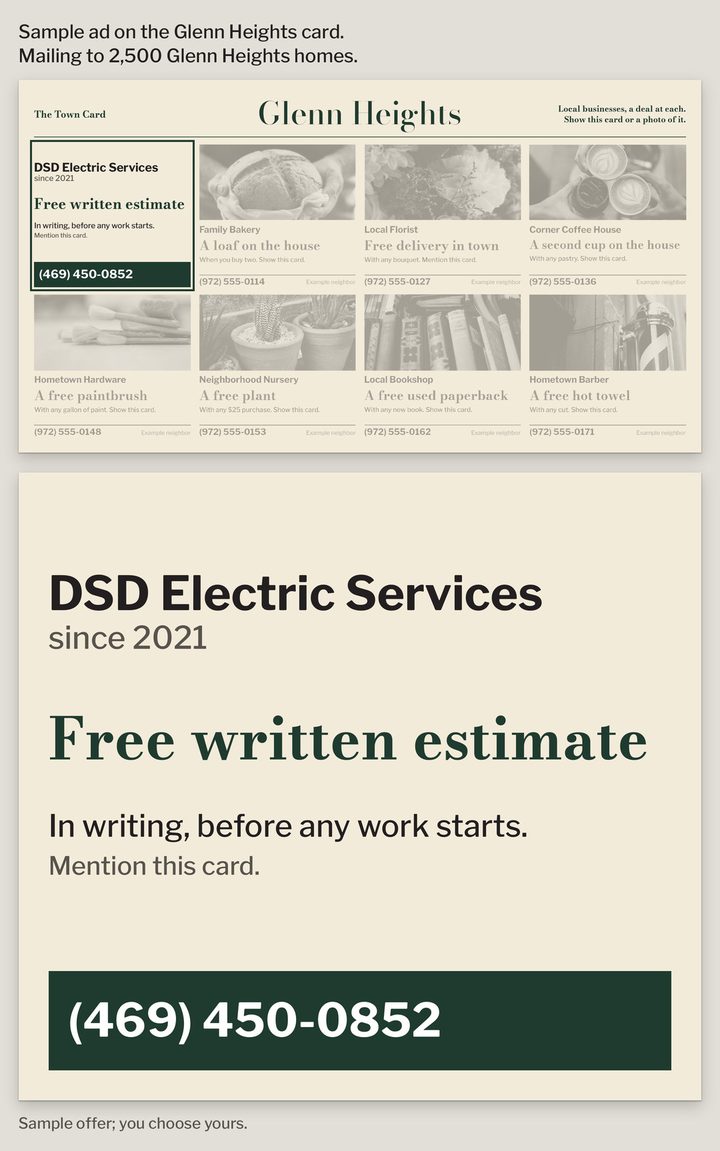 Sample ad on the Glenn Heights card.
Mailing to 2,500 Glenn Heights homes.
The Town Card
Glenn Heights
Local businesses, a deal at each.
Show this card or a photo of it.
DSD Electric Services
since 2021
Free written estimate
In writing, before any work starts.
Mention this card.
(469) 450-0852
Family Bakery
A loaf on the house
When you buy two. Show this card.
(972) 555-0114
Example neighbor
Local Florist
Free delivery in town
With any bouquet. Mention this card.
(972) 555-0127
Example neighbor
Corner Coffee House
A second cup on the house
With any pastry. Show this card.
(972) 555-0136
Example neighbor
Hometown Hardware
A free paintbrush
With any gallon of paint. Show this card.
(972) 555-0148
Example neighbor
Neighborhood Nursery
A free plant
With any $25 purchase. Show this card.
(972) 555-0153
Example neighbor
Local Bookshop
A free used paperback
With any new book. Show this card.
(972) 555-0162
Example neighbor
Hometown Barber
A free hot towel
With any cut. Show this card.
(972) 555-0171
Example neighbor
DSD Electric Services
since 2021
Free written estimate
In writing, before any work starts.
Mention this card.
(469) 450-0852
Sample offer; you choose yours.